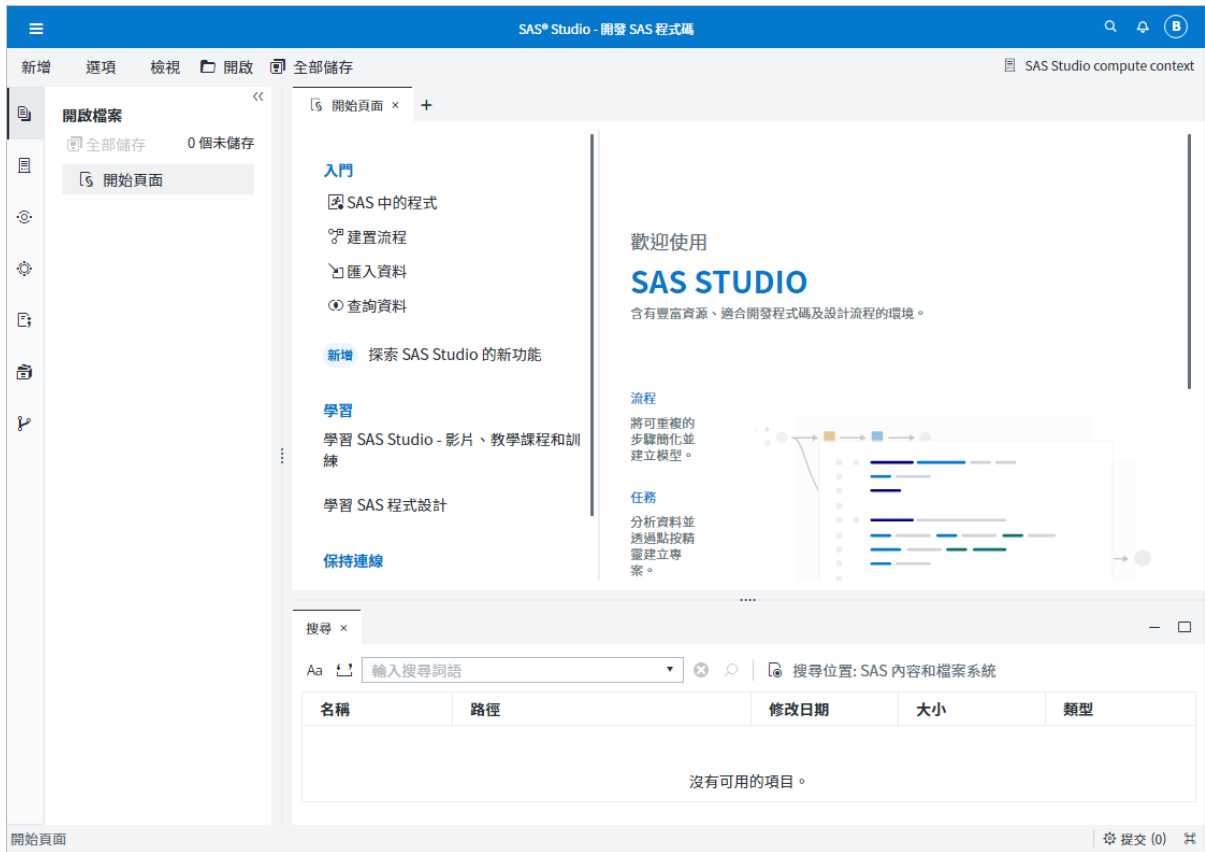 SAS® Studio - 開發 SAS 程式碼
B
新增 選項 檢視 開啟 全部儲存
SAS Studio compute context
開啟檔案
全部儲存 0 個未儲存
開始頁面
開始頁面 × +
入門
SAS 中的程式
建置流程
匯入資料
查詢資料
新增 探索 SAS Studio 的新功能
學習
學習 SAS Studio - 影片、教學課程和訓
練
學習 SAS 程式設計
保持連線
歡迎使用
SAS STUDIO
含有豐富資源、適合開發程式碼及設計流程的環境。
流程
將可重複的
步驟簡化並
建立模型。
任務
分析資料並
透過點按精
靈建立專
案。
搜尋 ×
Aa 輸入搜尋詞語
搜尋位置: SAS 內容和檔案系統
名稱 路徑 修改日期 大小 類型
沒有可用的項目。
開始頁面
提交 (0)